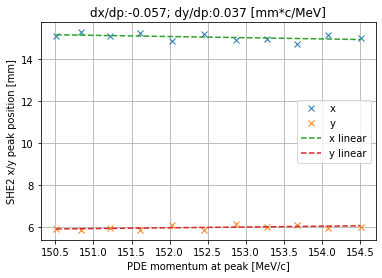 dx/dp:-0.057; dy/dp:0.037 [mm*c/MeV]
SHE2 x/y peak position [mm]
14
12
10
8
6
x
y
x linear
y linear
150.5 151.0 151.5 152.0 152.5 153.0 153.5 154.0 154.5
PDE momentum at peak [MeV/c]